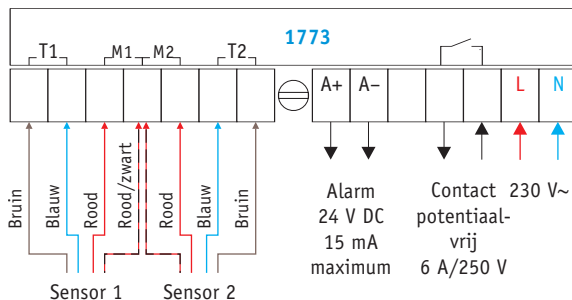 1773
T1 M1 M2 T2
A+ A− L N
Bruin
Blauw
Rood
Rood/zwart
Rood
Blauw
Bruin
Alarm
24 V DC
15 mA
maximum
Contact
potentiaal-
vrij
6 A/250 V
230 V~
Sensor 1 Sensor 2